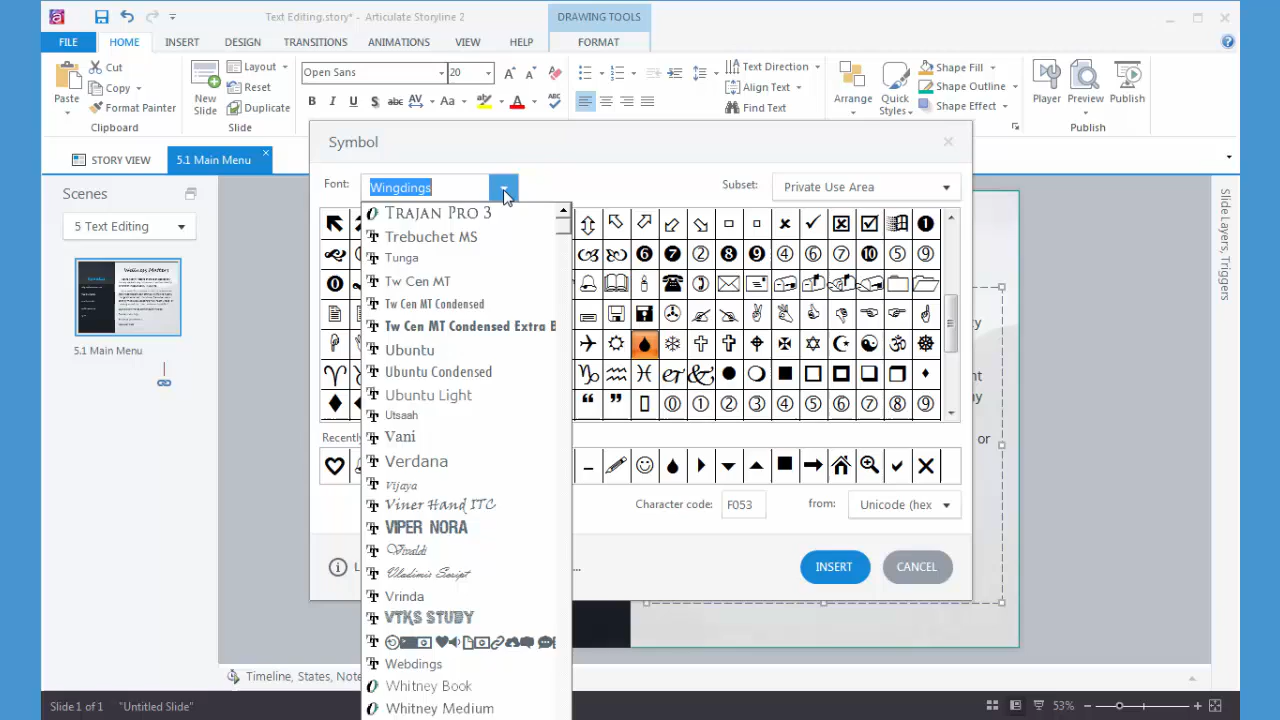 Text Editing.story* - Articulate Storyline 2
DRAWING TOOLS
FILE HOME INSERT DESIGN TRANSITIONS ANIMATIONS VIEW HELP FORMAT
Paste
Cut
Copy
Format Painter
Clipboard
New Slide
Layout
Reset
Duplicate
Slide
Open Sans 20
B I U S abc AV Aa A
Text Direction
Align Text
Find Text
Arrange
Quick Styles
Shape Fill
Shape Outline
Shape Effect
Player
Preview
Publish
Publish
STORY VIEW
5.1 Main Menu
Scenes
5 Text Editing
5.1 Main Menu
Symbol
Font: Wingdings
Subset: Private Use Area
TRAJAN PRO 3
Trebuchet MS
Tunga
Tw Cen MT
Tw Cen MT Condensed
Tw Cen MT Condensed Extra B
Ubuntu
Ubuntu Condensed
Ubuntu Light
Utsaah
Vani
Verdana
Vijaya
Viner Hand ITC
VIPER NORA
Vivaldi
Vladimir Script
Vrinda
VTKS STUDY
Webdings
Whitney Book
Whitney Medium
Recently
Character code: F053
from: Unicode (hex
L
...
INSERT
CANCEL
or
Slide Layers, Triggers
Timeline, States, Note
Slide 1 of 1 "Untitled Slide"
53%